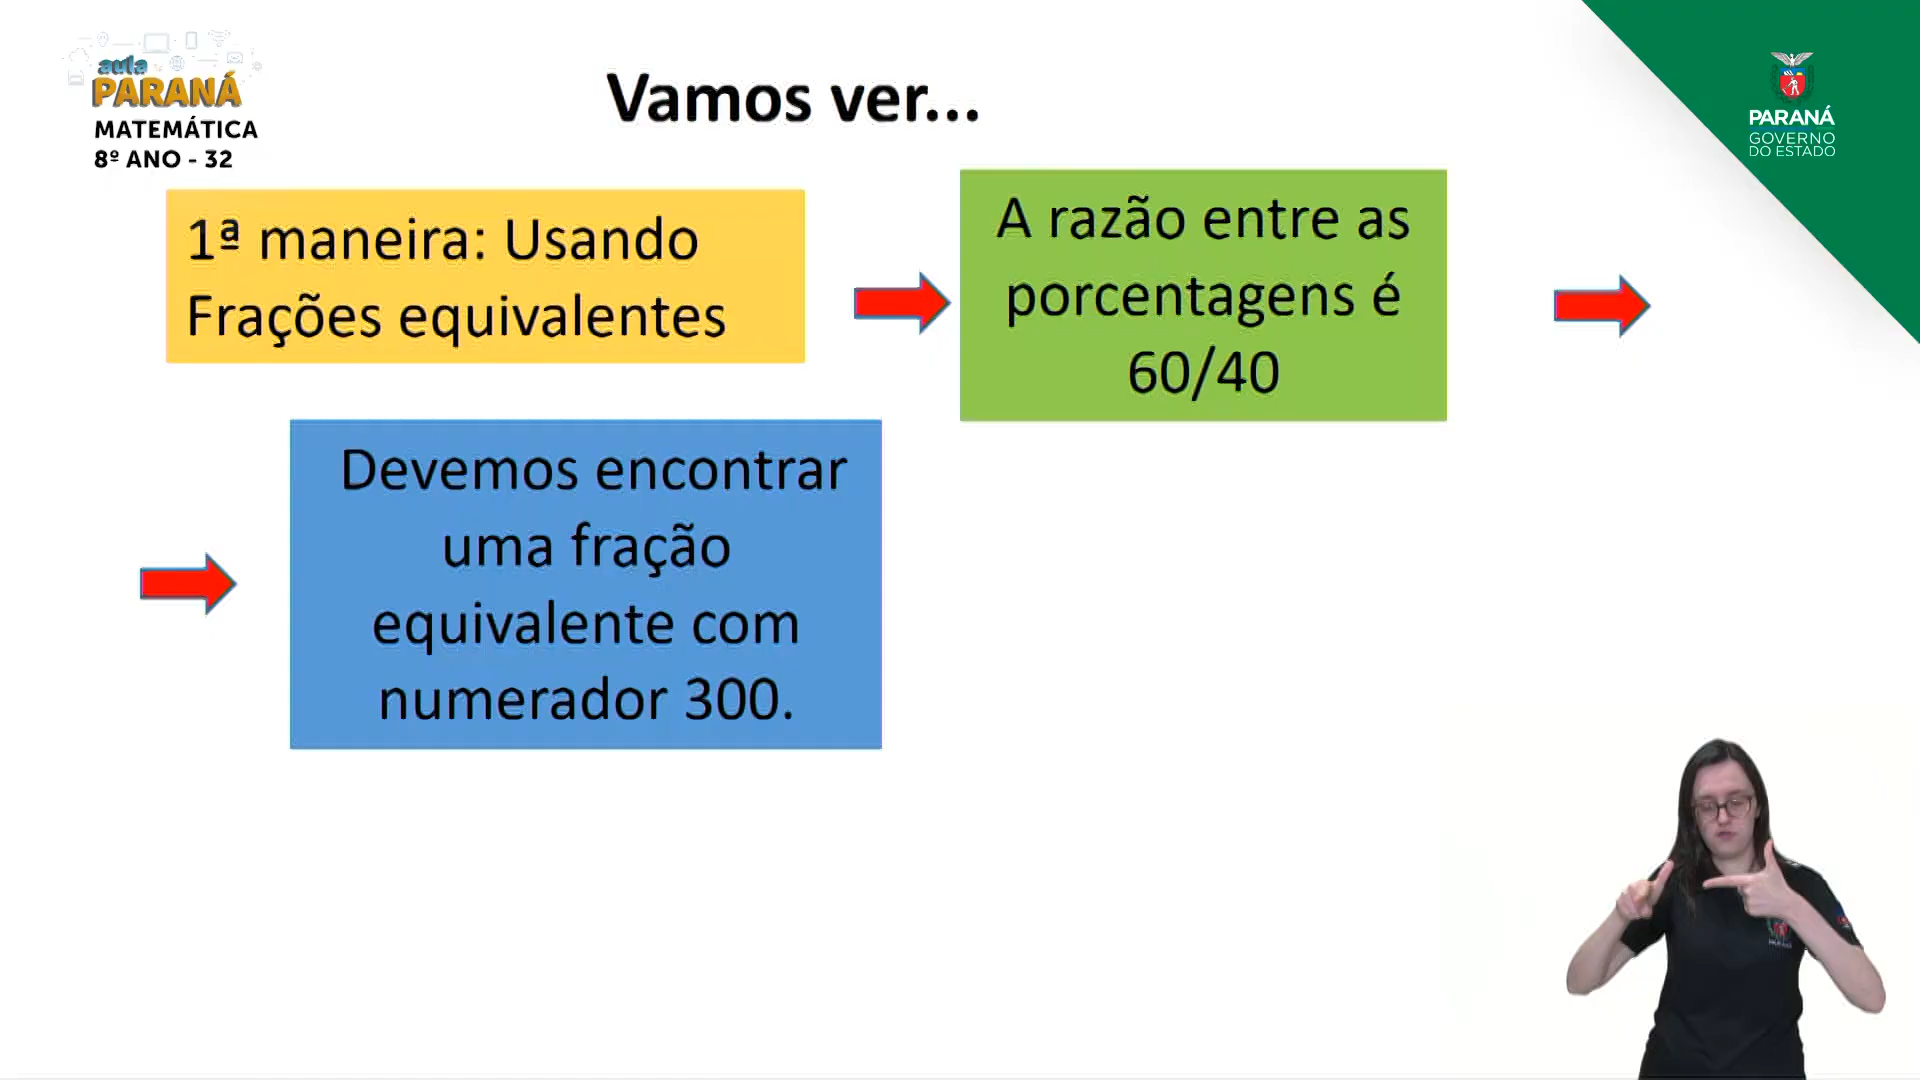 aula
PARANÁ
MATEMÁTICA
8º ANO - 32
Vamos ver...
PARANÁ
GOVERNO
DO ESTADO
1ª maneira: Usando
Frações equivalentes
A razão entre as
porcentagens é
60/40
Devemos encontrar
uma fração
equivalente com
numerador 300.